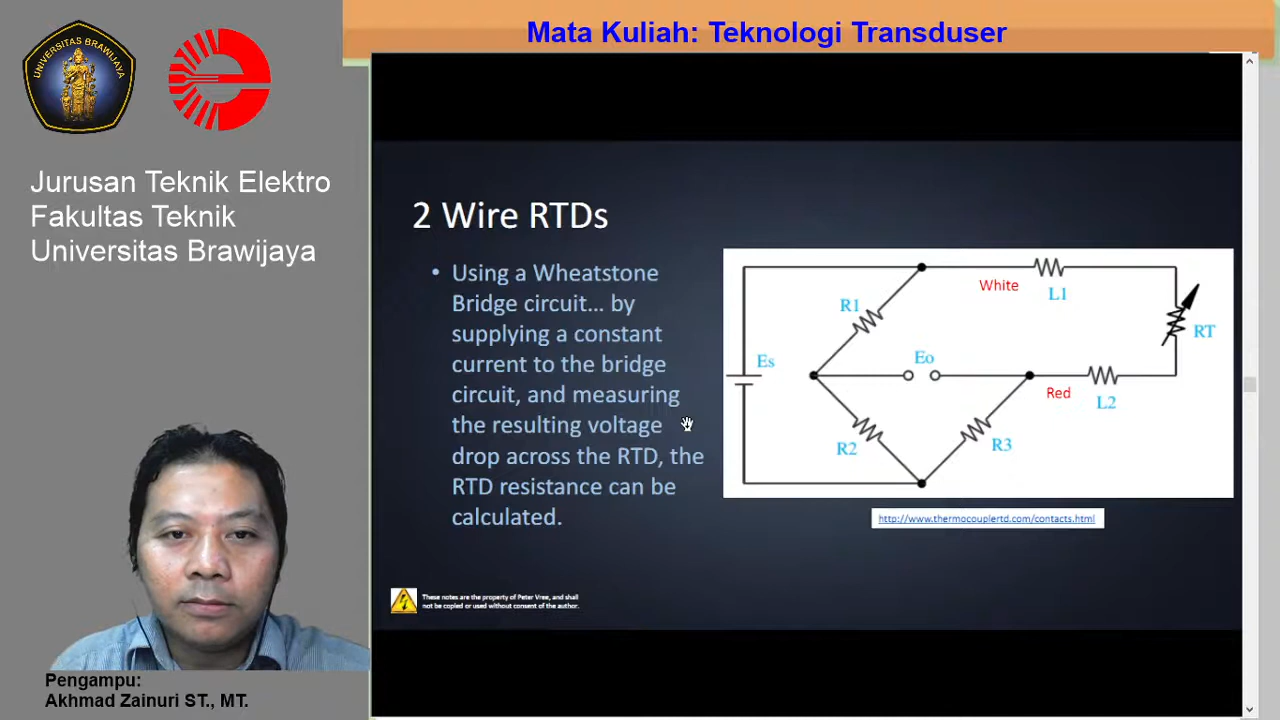 Mata Kuliah: Teknologi Transduser
UNIVERSITAS BRAWIJAYA
Jurusan Teknik Elektro
Fakultas Teknik
Universitas Brawijaya
2 Wire RTDs
• Using a Wheatstone
Bridge circuit… by
supplying a constant
current to the bridge
circuit, and measuring
the resulting voltage
drop across the RTD, the
RTD resistance can be
calculated.
White
L1
R1
RT
Es
Eo
Red
L2
R2
R3
http://www.thermocouplertd.com/contacts.html
These notes are the property of Peter Vree, and shall
not be copied or used without consent of the author.
Pengampu:
Akhmad Zainuri ST., MT.